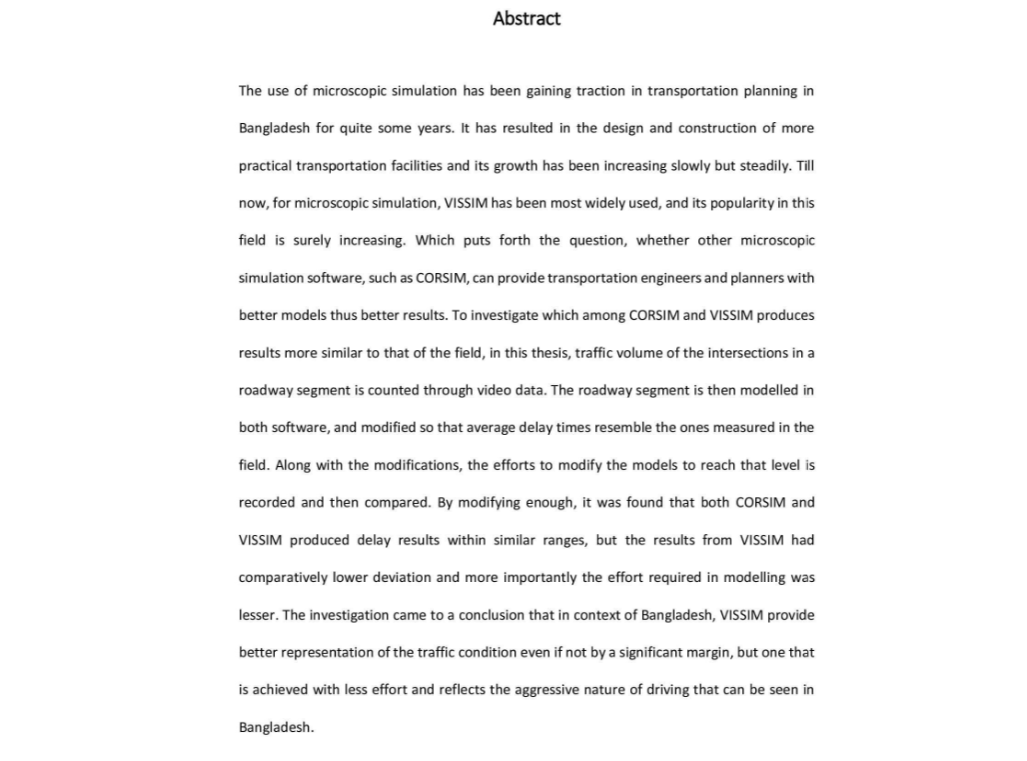 Abstract
The use of microscopic simulation has been gaining traction in transportation planning in
Bangladesh for quite some years. It has resulted in the design and construction of more
practical transportation facilities and its growth has been increasing slowly but steadily. Till
now, for microscopic simulation, VISSIM has been most widely used, and its popularity in this
field is surely increasing. Which puts forth the question, whether other microscopic
simulation software, such as CORSIM, can provide transportation engineers and planners with
better models thus better results. To investigate which among CORSIM and VISSIM produces
results more similar to that of the field, in this thesis, traffic volume of the intersections in a
roadway segment is counted through video data. The roadway segment is then modelled in
both software, and modified so that average delay times resemble the ones measured in the
field. Along with the modifications, the efforts to modify the models to reach that level is
recorded and then compared. By modifying enough, it was found that both CORSIM and
VISSIM produced delay results within similar ranges, but the results from VISSIM had
comparatively lower deviation and more importantly the effort required in modelling was
lesser. The investigation came to a conclusion that in context of Bangladesh, VISSIM provide
better representation of the traffic condition even if not by a significant margin, but one that
is achieved with less effort and reflects the aggressive nature of driving that can be seen in
Bangladesh.